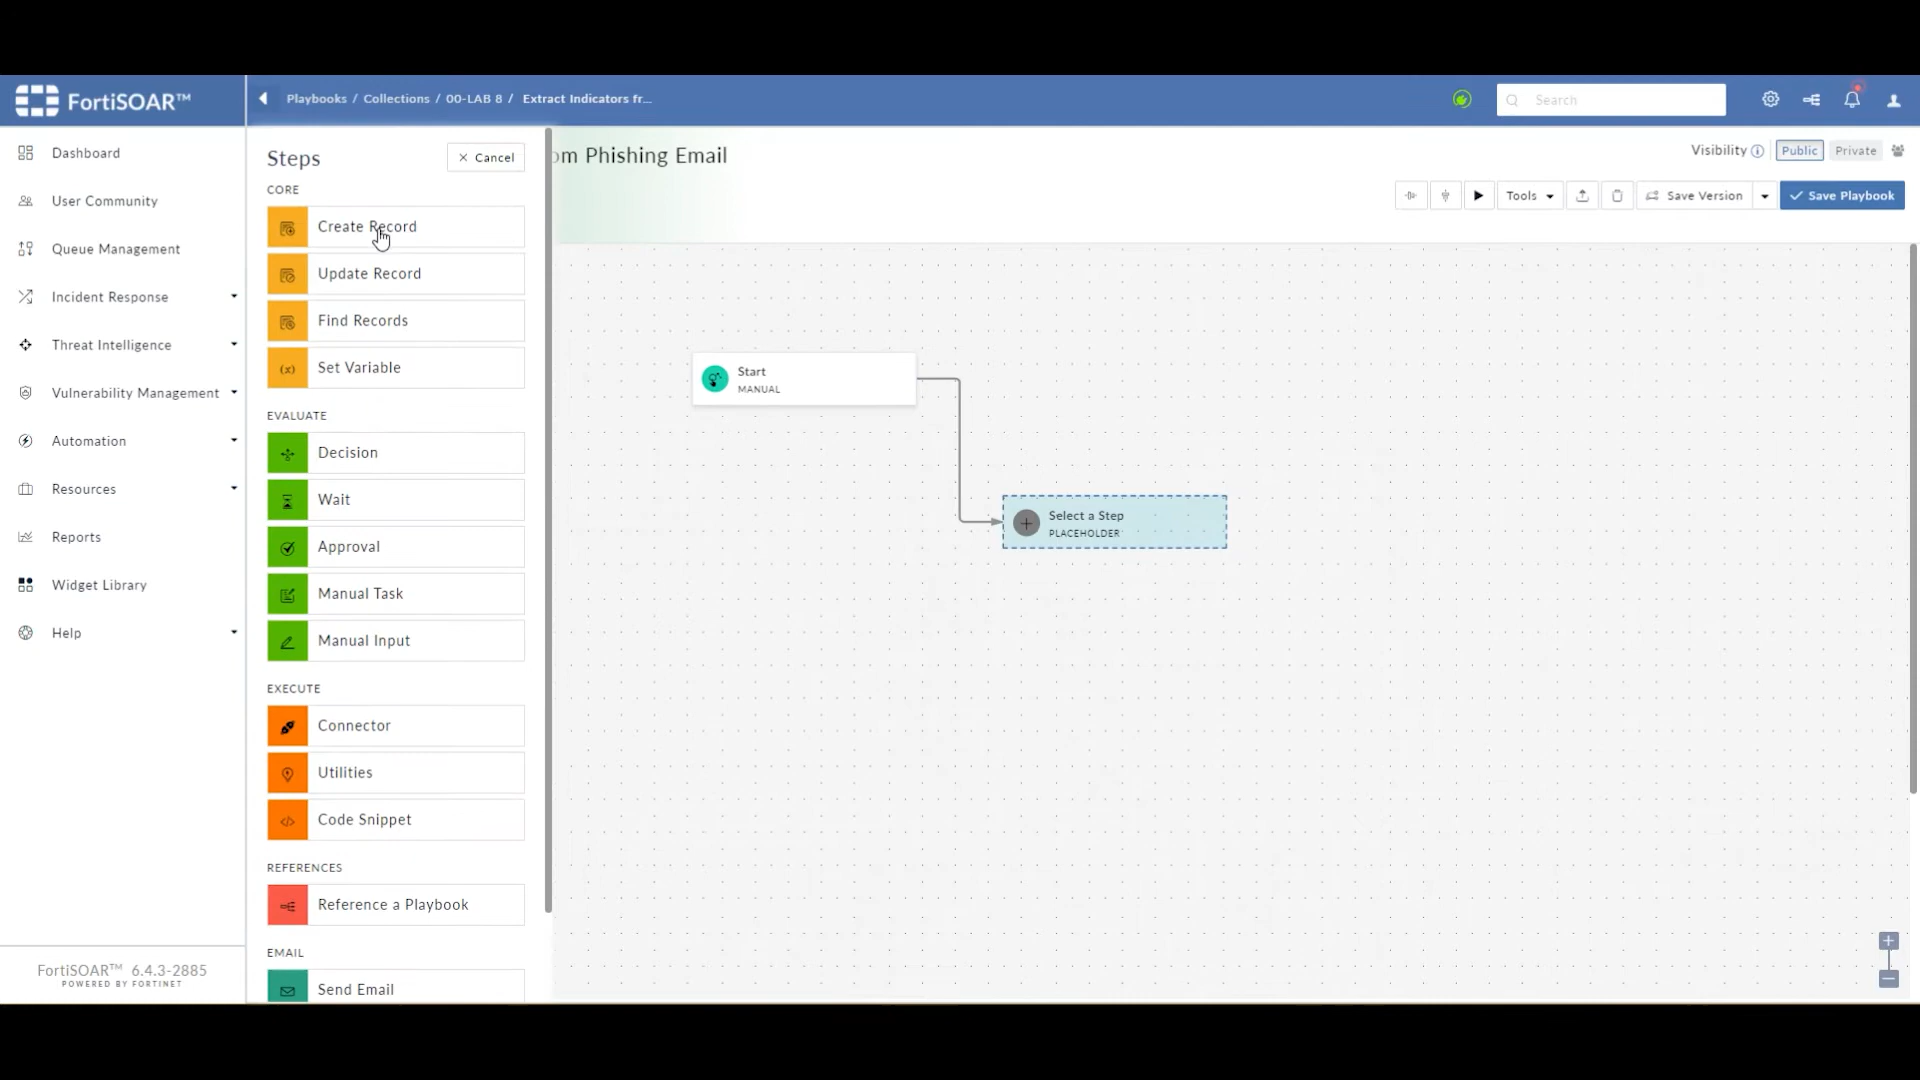 FortiSOAR™
Playbooks / Collections / 00-LAB 8 / Extract Indicators fr...
Search
Dashboard
User Community
Queue Management
Incident Response
Threat Intelligence
Vulnerability Management
Automation
Resources
Reports
Widget Library
Help
FortiSOAR™ 6.4.3-2885
POWERED BY FORTINET
Steps
× Cancel
CORE
Create Record
Update Record
Find Records
(x) Set Variable
EVALUATE
Decision
Wait
Approval
Manual Task
Manual Input
EXECUTE
Connector
Utilities
</> Code Snippet
REFERENCES
Reference a Playbook
EMAIL
Send Email
om Phishing Email
Visibility
Public
Private
Tools
Save Version
Save Playbook
Start
MANUAL
Select a Step
PLACEHOLDER